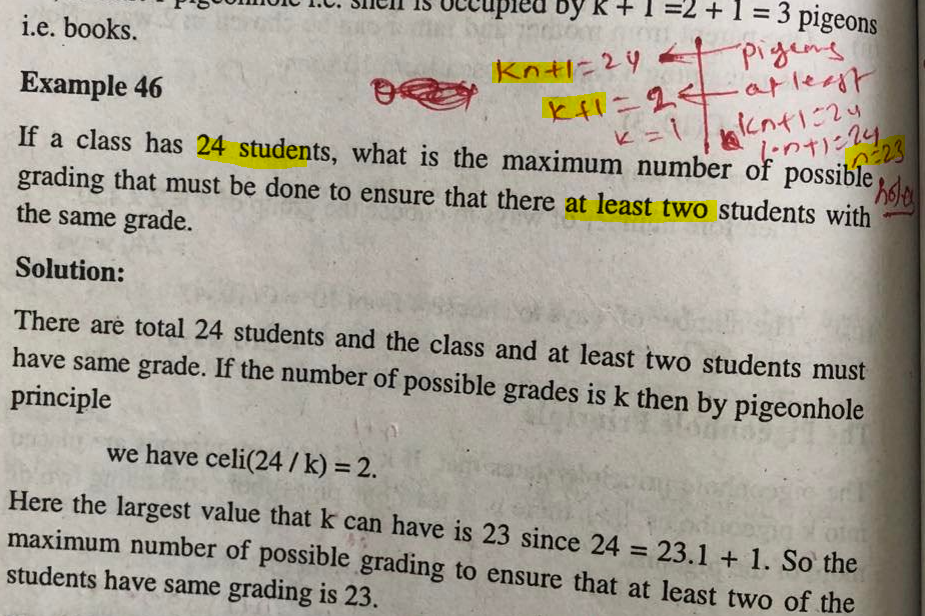 pigeonhole i.e. shelf is occupied by k + 1 =2 + 1 = 3 pigeons
i.e. books.
kn+1=24 pigeons
Example 46
k+1 = 2 at least
k = 1 kn+1=24
1.n+1=24
n=23
If a class has 24 students, what is the maximum number of possible
holes
grading that must be done to ensure that there at least two students with
the same grade.
Solution:
There are total 24 students and the class and at least two students must
have same grade. If the number of possible grades is k then by pigeonhole
principle
we have celi(24 / k) = 2.
Here the largest value that k can have is 23 since 24 = 23.1 + 1. So the
maximum number of possible grading to ensure that at least two of the
students have same grading is 23.